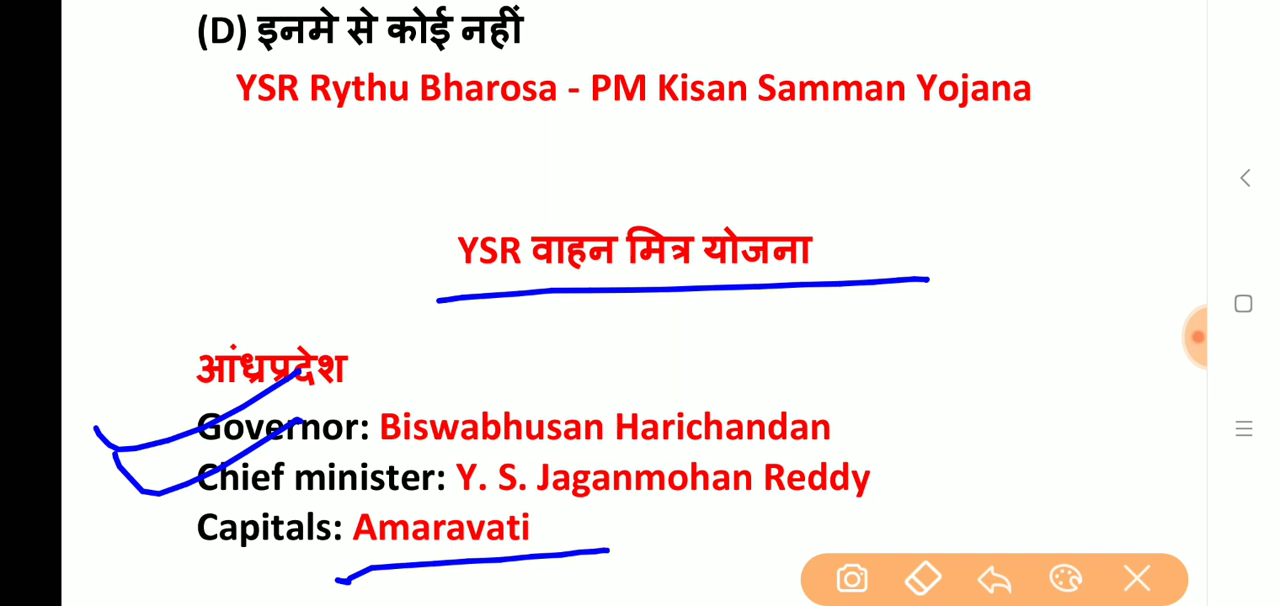 (D) इनमे से कोई नहीं
YSR Rythu Bharosa - PM Kisan Samman Yojana
YSR वाहन मित्र योजना
आंध्रप्रदेश
Governor: Biswabhusan Harichandan
Chief minister: Y. S. Jaganmohan Reddy
Capitals: Amaravati